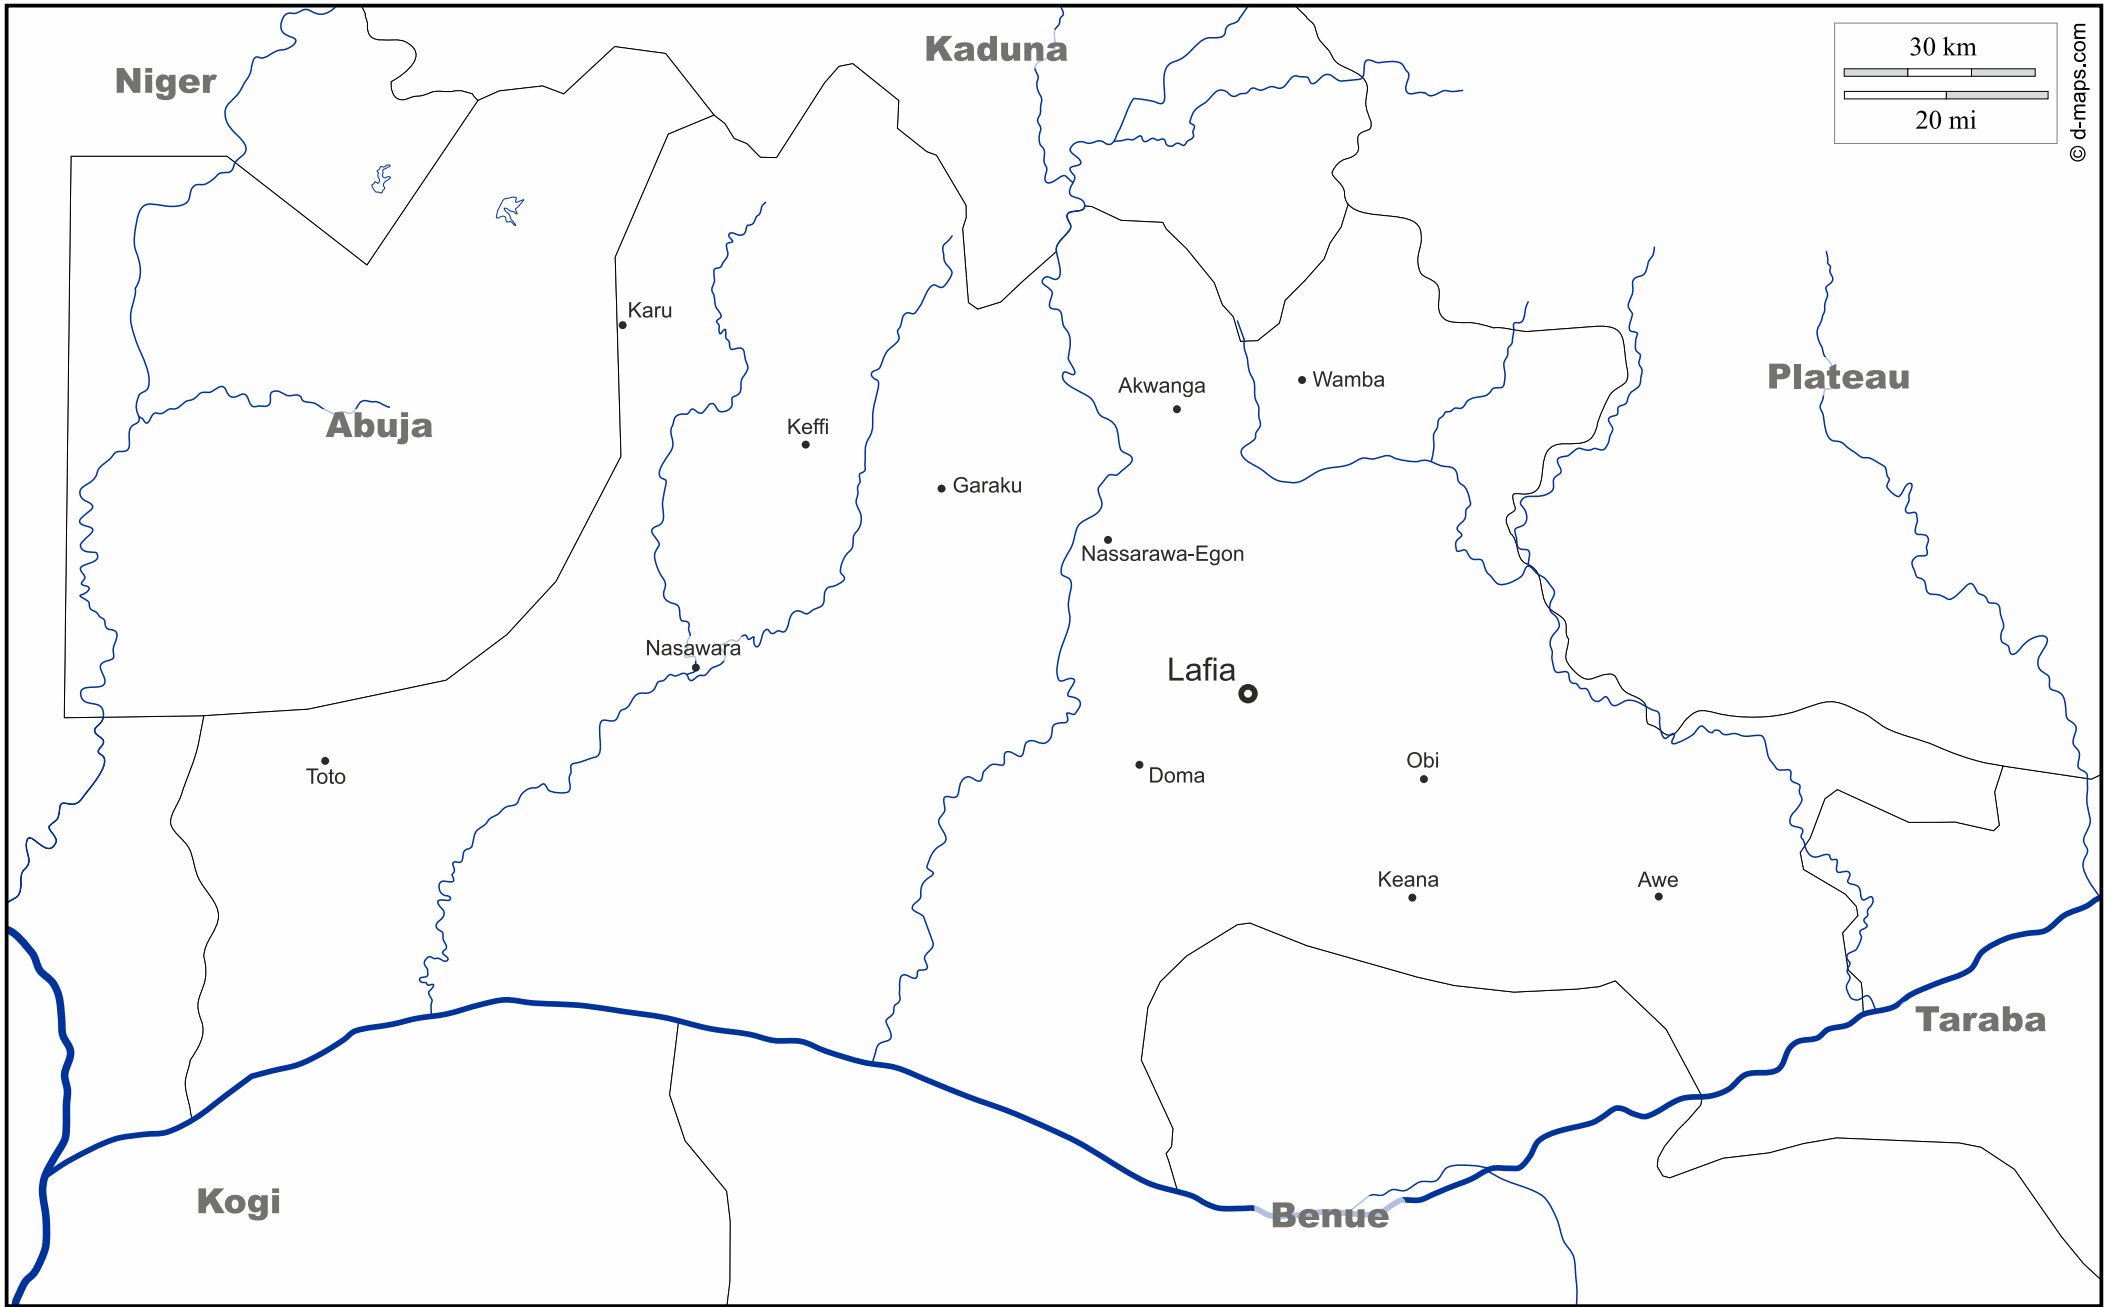 Kaduna
Niger
30 km
20 mi
© d-maps.com
Karu
Akwanga
Wamba
Plateau
Abuja
Keffi
Garaku
Nassarawa-Egon
Nasawara
Lafia
Toto
Doma
Obi
Keana
Awe
Taraba
Kogi
Benue